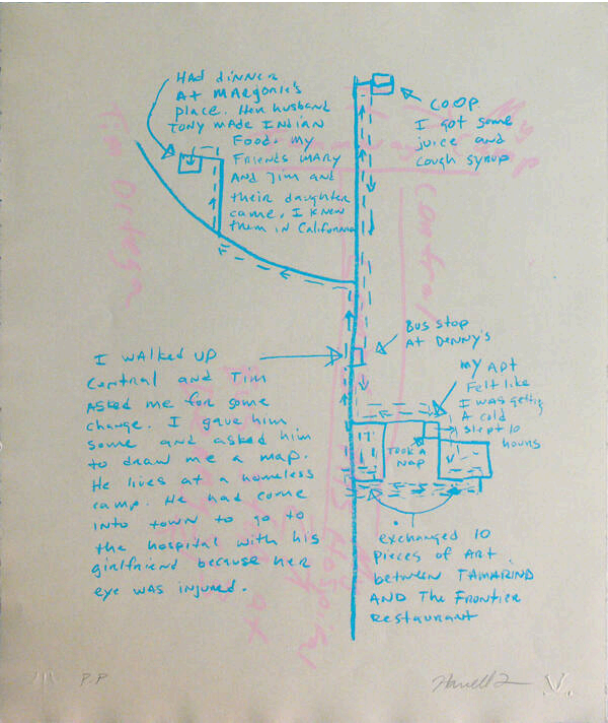 HAD dinner
At MARgonie's
place. Her husband
TONY MADE INDIAN
Food. my
Friends MARY
AND Jim and
their daughter
came. I knew
them in California
COOP
I got some
juice and
cough syrup
Bus stop
AT DENNY'S
I walked up
Central and Tim
Asked me for some
change. I gave him
some and asked him
to draw me a map.
He lives at a homeless
camp. He had come
into town to go to
the hospital with his
girlfriend because her
eye was injured.
my APT
Felt like
I was getting
A cold
slept 10
hours
TOOK A
NAP
exchanged 10
pieces of ART
between TAMARIND
AND The Frontier
Restaurant
Central
P.P